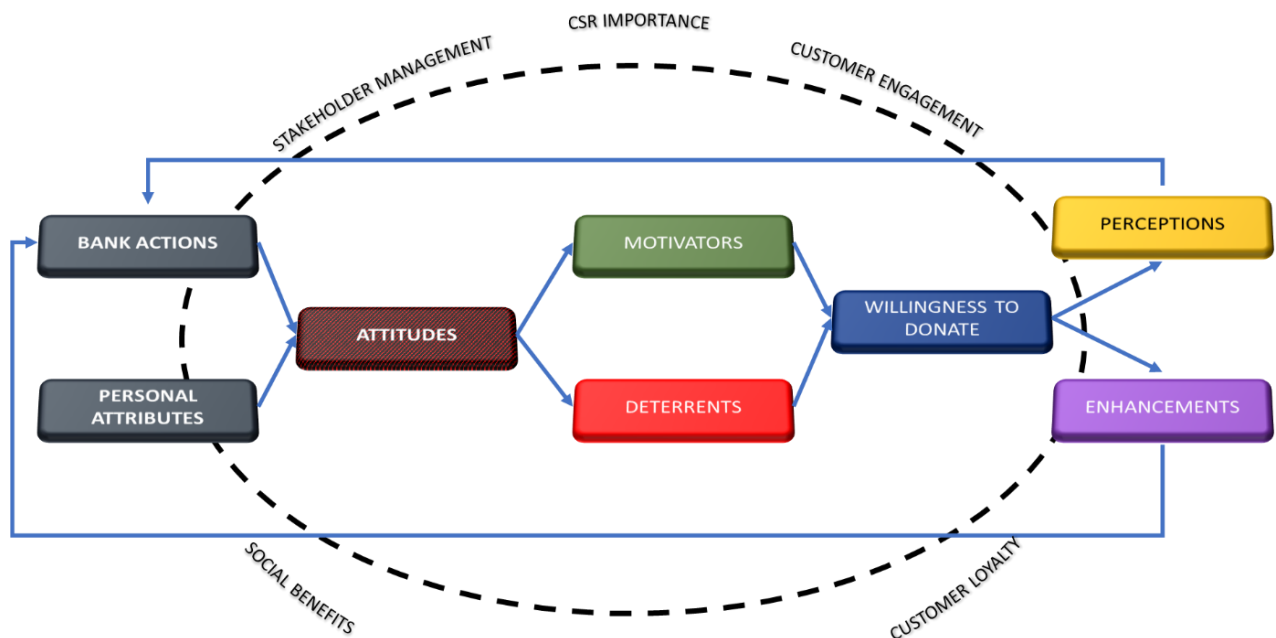 CSR IMPORTANCE
STAKEHOLDER MANAGEMENT
CUSTOMER ENGAGEMENT
BANK ACTIONS
MOTIVATORS
PERCEPTIONS
ATTITUDES
WILLINGNESS TO
DONATE
PERSONAL
ATTRIBUTES
DETERRENTS
ENHANCEMENTS
SOCIAL BENEFITS
CUSTOMER LOYALTY